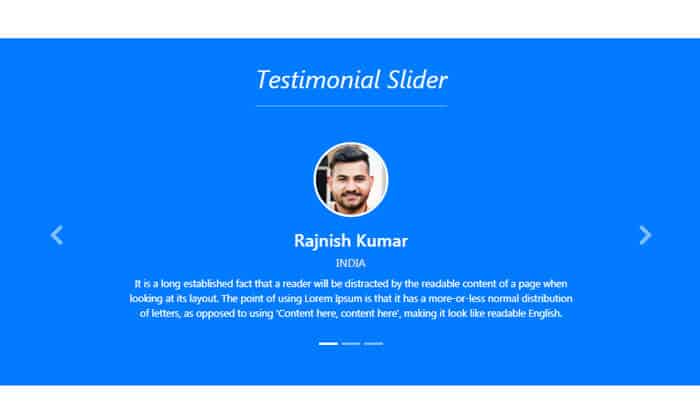 Testimonial Slider
Rajnish Kumar
INDIA
It is a long established fact that a reader will be distracted by the readable content of a page when
looking at its layout. The point of using Lorem Ipsum is that it has a more-or-less normal distribution
of letters, as opposed to using 'Content here, content here', making it look like readable English.